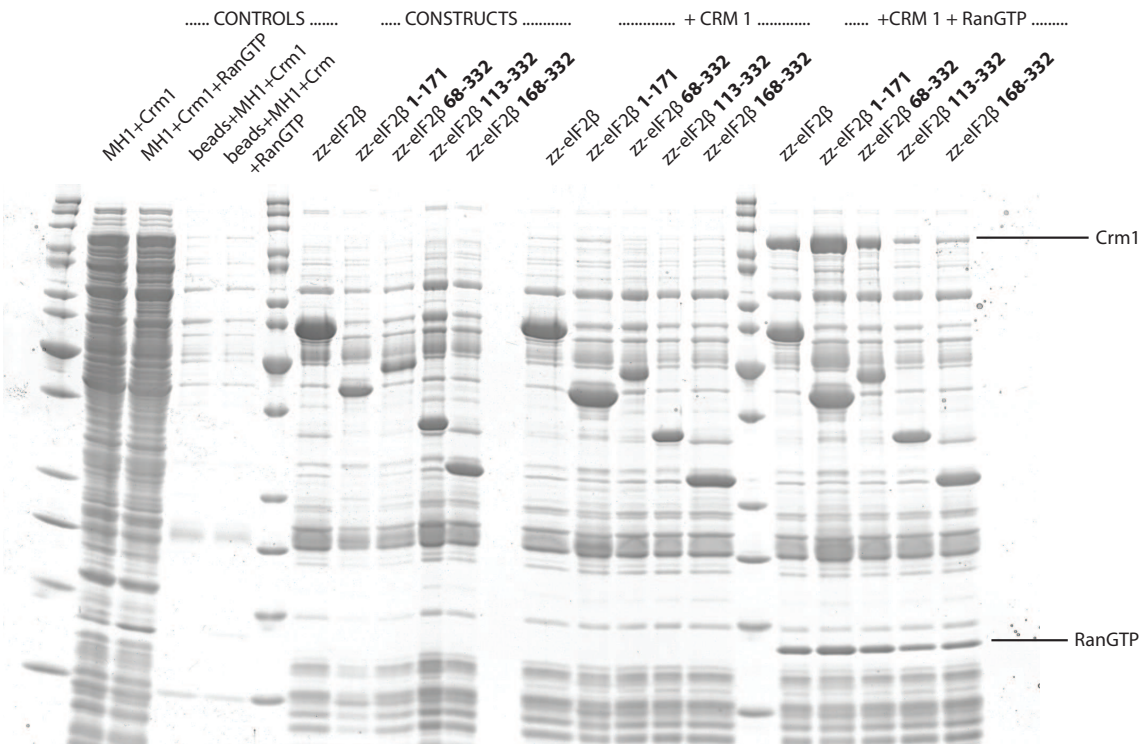 ...... CONTROLS .......
..... CONSTRUCTS ............
.............. + CRM 1 .............
...... +CRM 1 + RanGTP .........
MH1+Crm1
MH1+Crm1+RanGTP
beads+MH1+Crm1
beads+MH1+Crm
+RanGTP
zz-eIF2β
zz-eIF2β 1-171
zz-eIF2β 68-332
zz-eIF2β 113-332
zz-eIF2β 168-332
zz-eIF2β
zz-eIF2β 1-171
zz-eIF2β 68-332
zz-eIF2β 113-332
zz-eIF2β 168-332
zz-eIF2β
zz-eIF2β 1-171
zz-eIF2β 68-332
zz-eIF2β 113-332
zz-eIF2β 168-332
Crm1
RanGTP